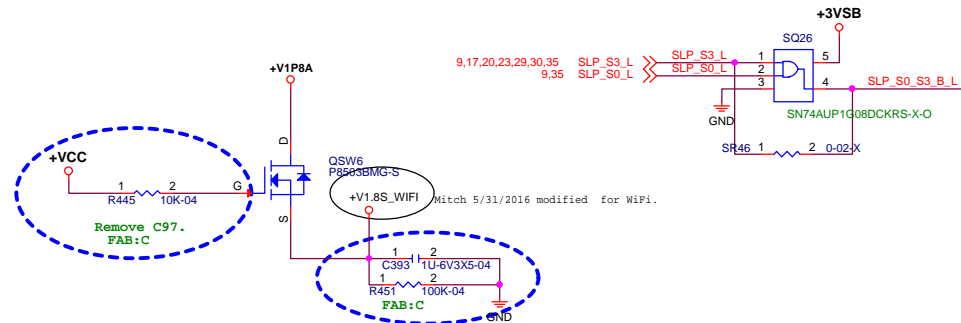 +3VSB
SQ26
9,17,20,23,29,30,35 SLP_S3_L SLP_S3_L 1 5
9,35 SLP_S0_L SLP_S0_L 2
3 4 SLP_S0_S3_B_L
GND
SN74AUP1G08DCKRS-X-O
SR46 1 2 0-02-X
+V1P8A
D
QSW6
P8503BMG-S
+VCC
1 2 G
R445 10K-04
S
+V1.8S_WIFI
Mitch 5/31/2016 modified for WiFi.
Remove C97.
FAB:C
1 2
C393 1U-6V3X5-04
1 2
R451 100K-04
FAB:C
GND